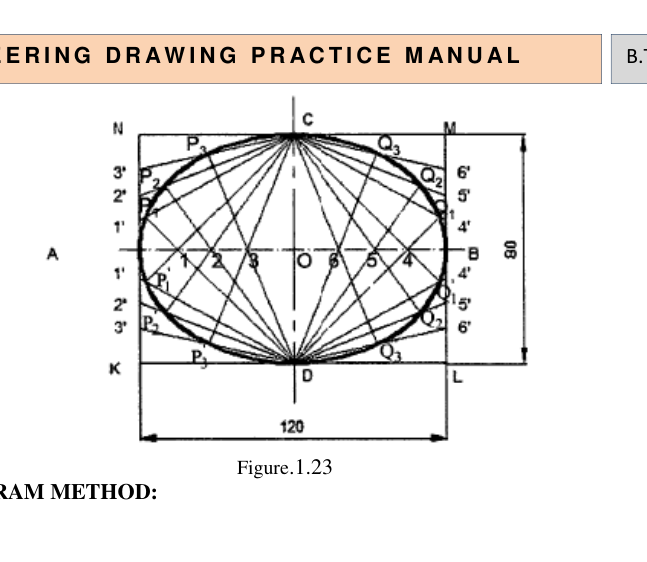 EERING DRAWING PRACTICE MANUAL
B.T
C
N
M
P3
Q3
3'
P2
Q2
6'
2'
5'
P1
Q1
1'
4'
A
1
2
3
O
6
5
4
B
80
1'
P1'
4'
2'
Q1'
5'
P2'
Q2
3'
6'
P3'
Q3
K
D
L
120
Figure.1.23
RAM METHOD: